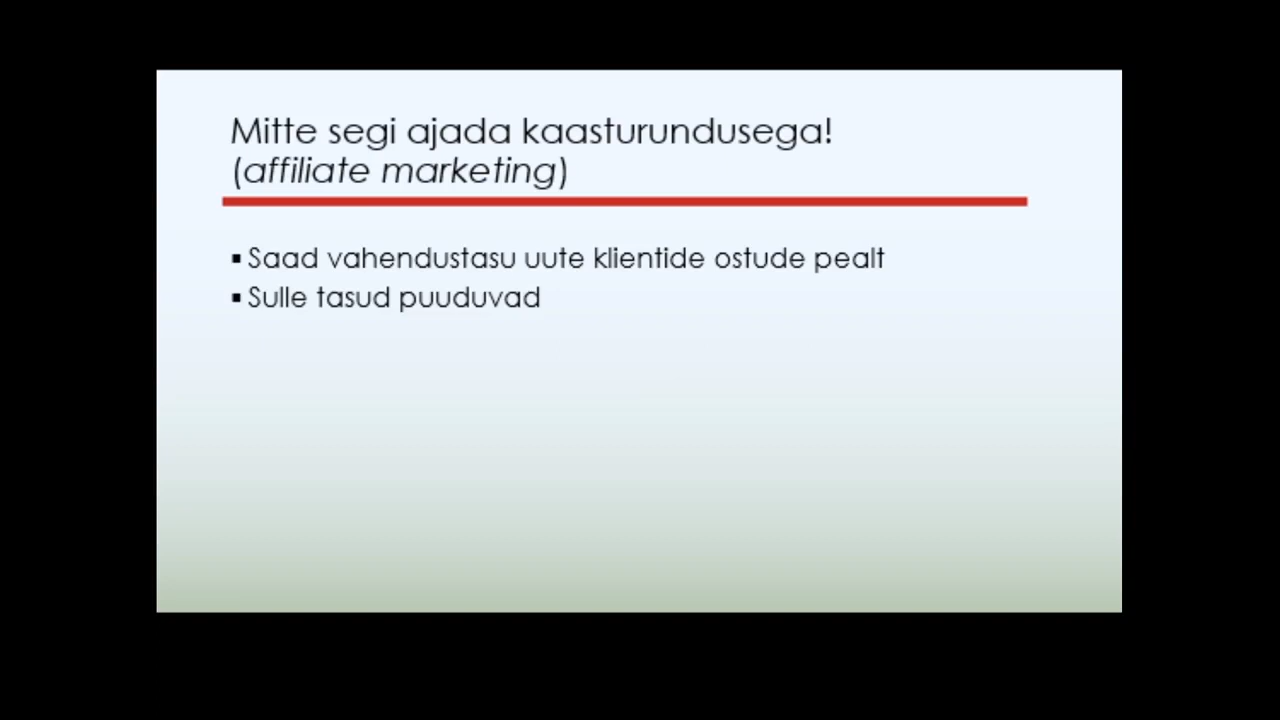 Mitte segi ajada kaasturundusega!
(affiliate marketing)
▪ Saad vahendustasu uute klientide ostude pealt
▪ Sulle tasud puuduvad